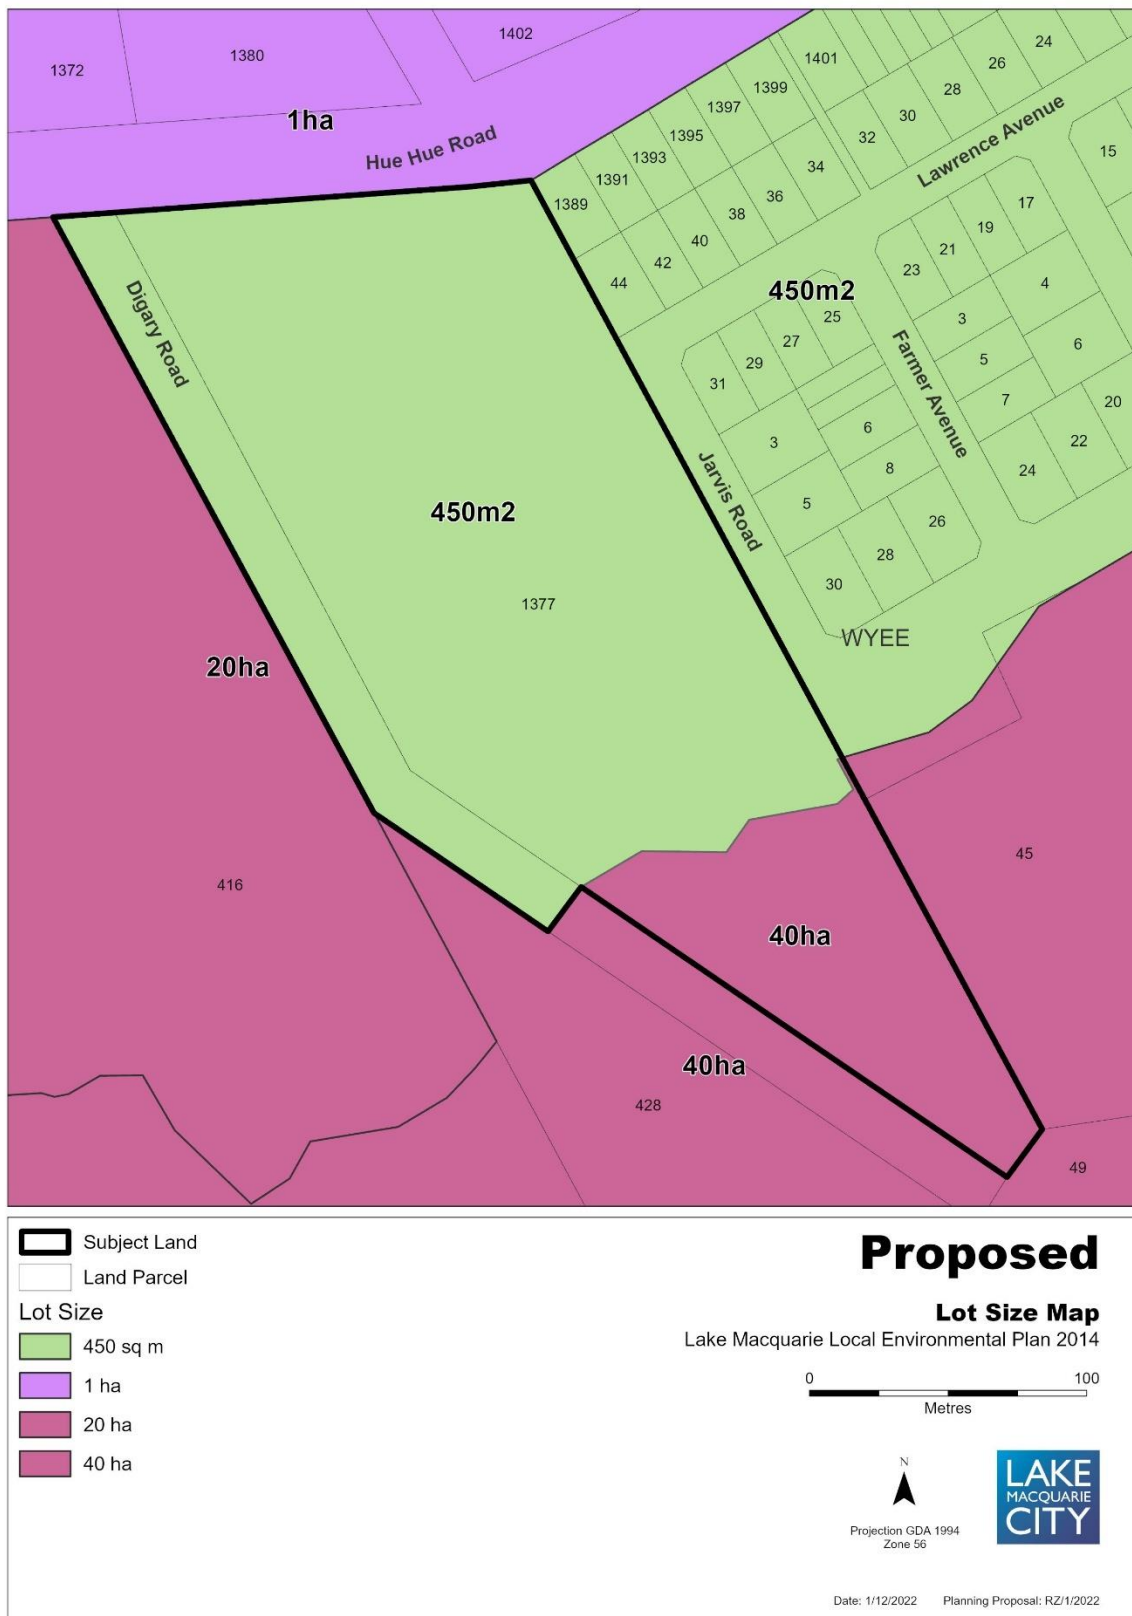 1402
1380
1372
1ha
Hue Hue Road
24
1401
26
1399
28
1397
30
1395
32
1393
34
1391
36
1389
38
40
42
44
Lawrence Avenue
15
17
19
21
23
4
3
6
5
7
20
22
24
Farmer Avenue
450m2
25
27
29
31
3
6
8
5
26
28
30
Jarvis Road
WYEE
Digary Road
450m2
1377
20ha
416
45
40ha
40ha
428
49
Subject Land
Land Parcel
Lot Size
450 sq m
1 ha
20 ha
40 ha
Proposed
Lot Size Map
Lake Macquarie Local Environmental Plan 2014
0 100
Metres
N
Projection GDA 1994
Zone 56
LAKE
MACQUARIE
CITY
Date: 1/12/2022 Planning Proposal: RZ/1/2022